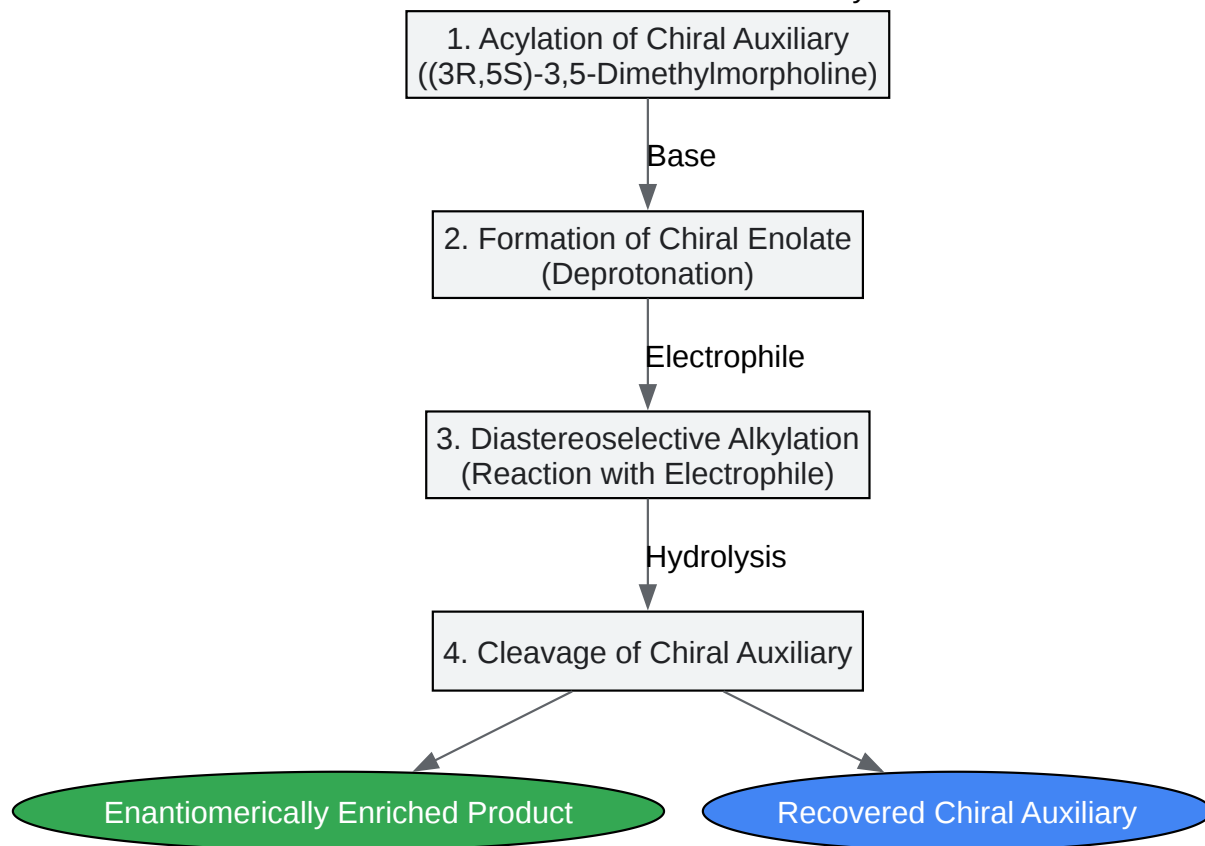 1. Acylation of Chiral Auxiliary
((3R,5S)-3,5-Dimethylmorpholine)
Base
2. Formation of Chiral Enolate
(Deprotonation)
Electrophile
3. Diastereoselective Alkylation
(Reaction with Electrophile)
Hydrolysis
4. Cleavage of Chiral Auxiliary
Enantiomerically Enriched Product
Recovered Chiral Auxiliary